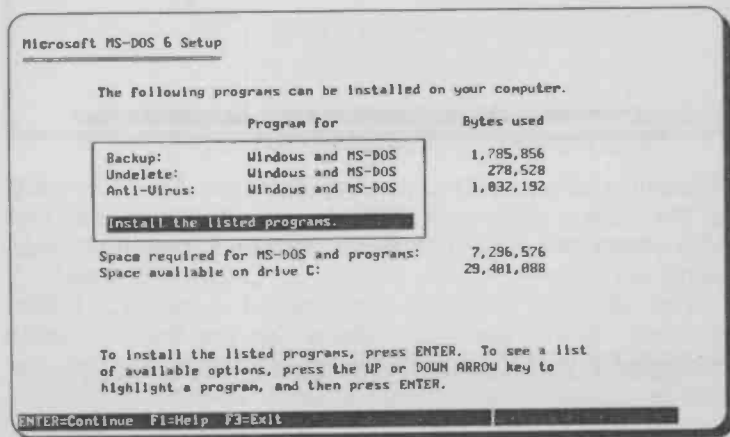 Microsoft MS-DOS 6 Setup
The following programs can be installed on your computer.
Program for Bytes used
Backup: Windows and MS-DOS 1,785,856
Undelete: Windows and MS-DOS 278,528
Anti-Virus: Windows and MS-DOS 1,032,192
Install the listed programs.
Space required for MS-DOS and programs: 7,296,576
Space available on drive C: 29,401,088
To install the listed programs, press ENTER. To see a list
of available options, press the UP or DOWN ARROW key to
highlight a program, and then press ENTER.
ENTER=Continue F1=Help F3=Exit